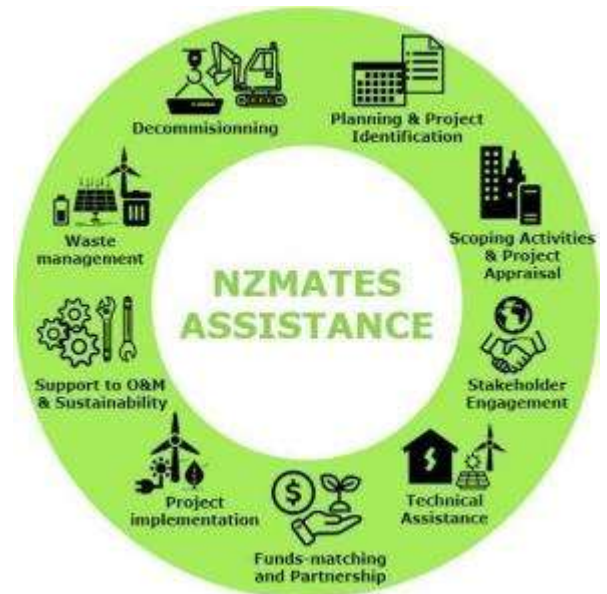 Decommisionning
Planning & Project
Identification
Scoping Activities
& Project
Appraisal
Stakeholder
Engagement
Technical
Assistance
Funds-matching
and Partnership
Project
implementation
Support to O&M
& Sustainability
Waste
management
NZMATES
ASSISTANCE